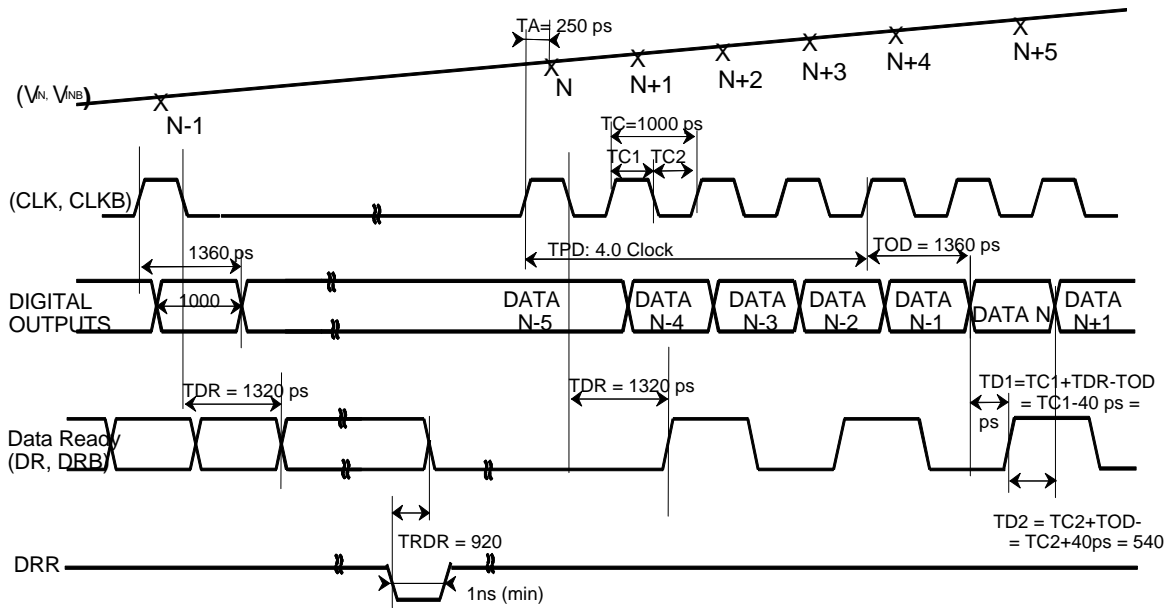 TA= 250 ps
N N+1 N+2 N+3 N+4 N+5
(VIN, VINB)
N-1
TC=1000 ps
TC1 TC2
(CLK, CLKB)
1360 ps
TPD: 4.0 Clock
TOD = 1360 ps
1000
DIGITAL
OUTPUTS
DATA
N-5
DATA
N-4
DATA
N-3
DATA
N-2
DATA
N-1
DATA N
DATA
N+1
TDR = 1320 ps
TDR = 1320 ps
TD1=TC1+TDR-TOD
= TC1-40 ps =
ps
Data Ready
(DR, DRB)
TRDR = 920
TD2 = TC2+TOD-
= TC2+40ps = 540
DRR
1ns (min)